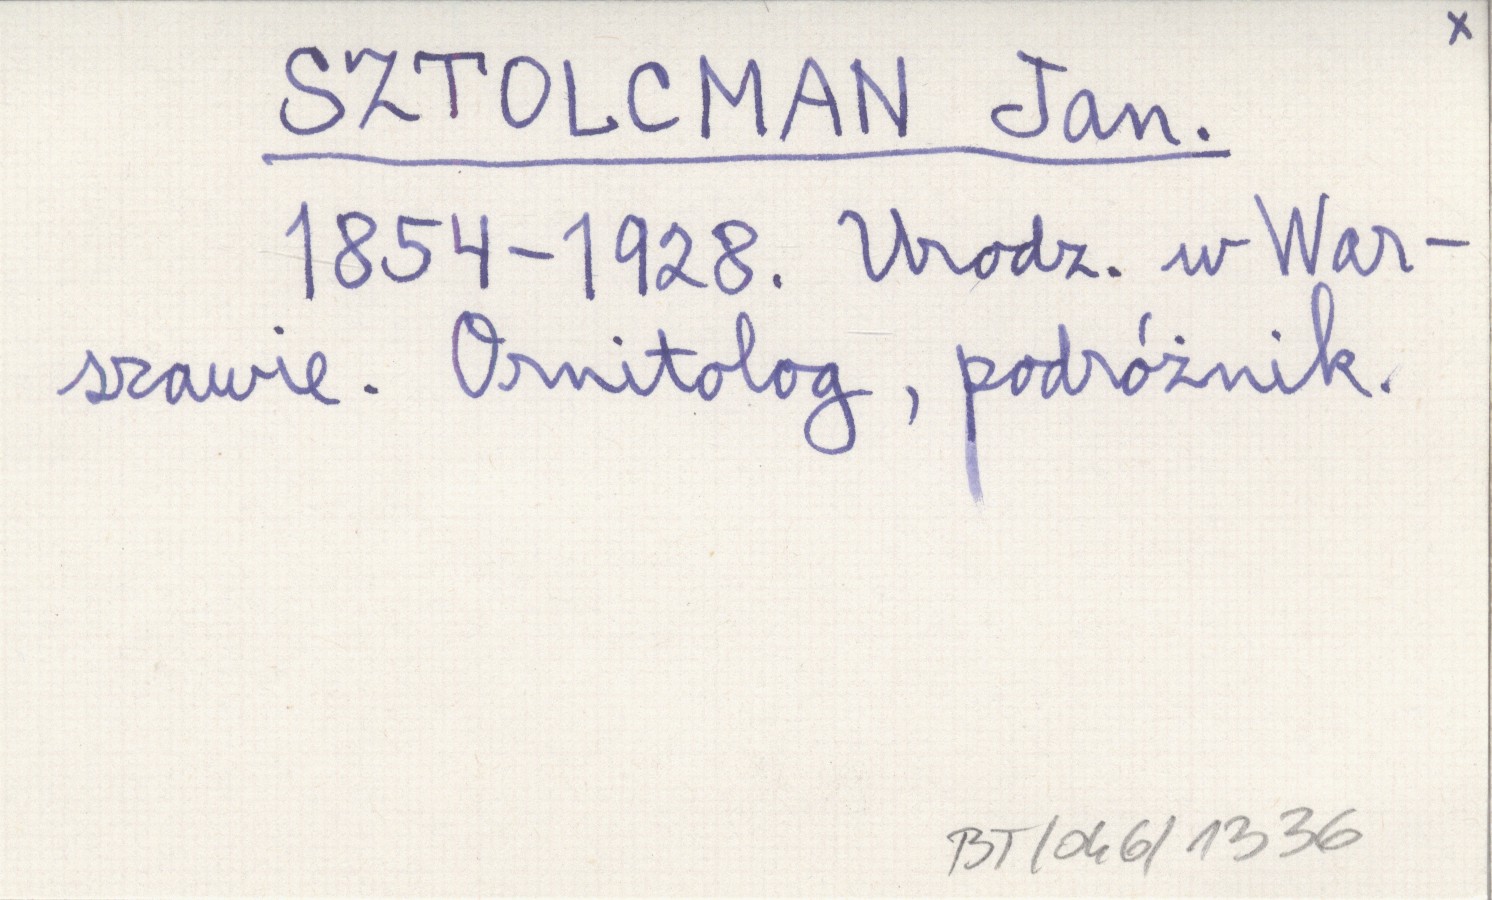 x
SZTOLCMAN Jan.
1854-1928. Urodz. w War-
szawie. Ornitolog, podróżnik.
BT/046/1336